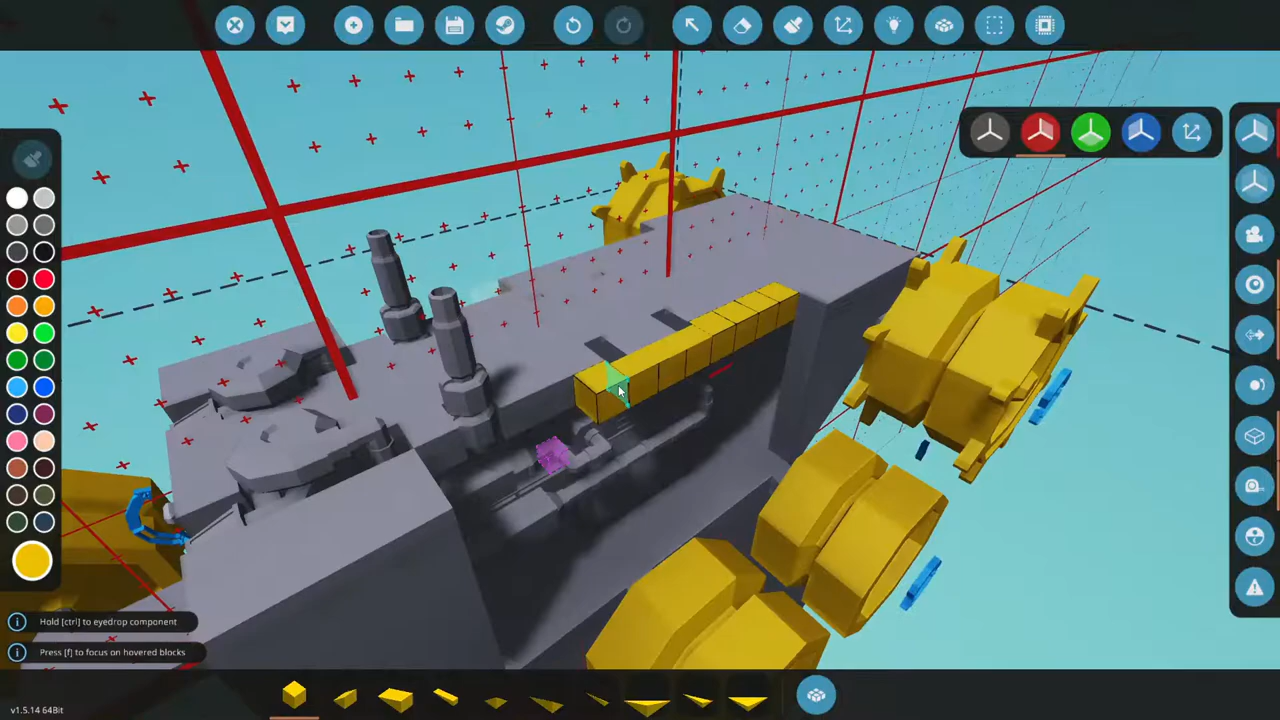 Hold [ctrl] to eyedrop component
Press [f] to focus on hovered blocks
v1.5.14 64Bit